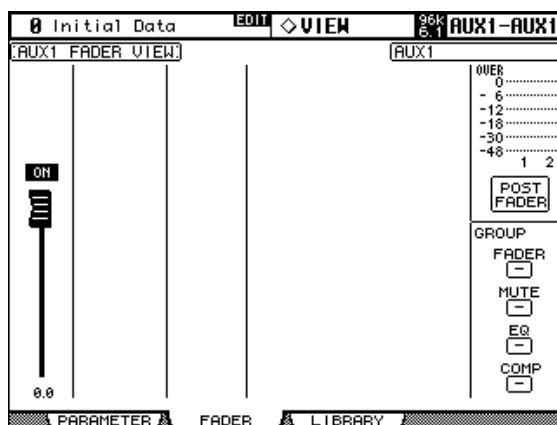 0 Initial Data EDIT ◇VIEW 96k 6.1 AUX1-AUX1
AUX1 FADER VIEW
AUX1
OVER
0
- 6
-12
-18
-30
-48
1 2
ON
POST
FADER
GROUP
FADER
-
MUTE
-
EQ
-
COMP
-
0.0
PARAMETER FADER LIBRARY